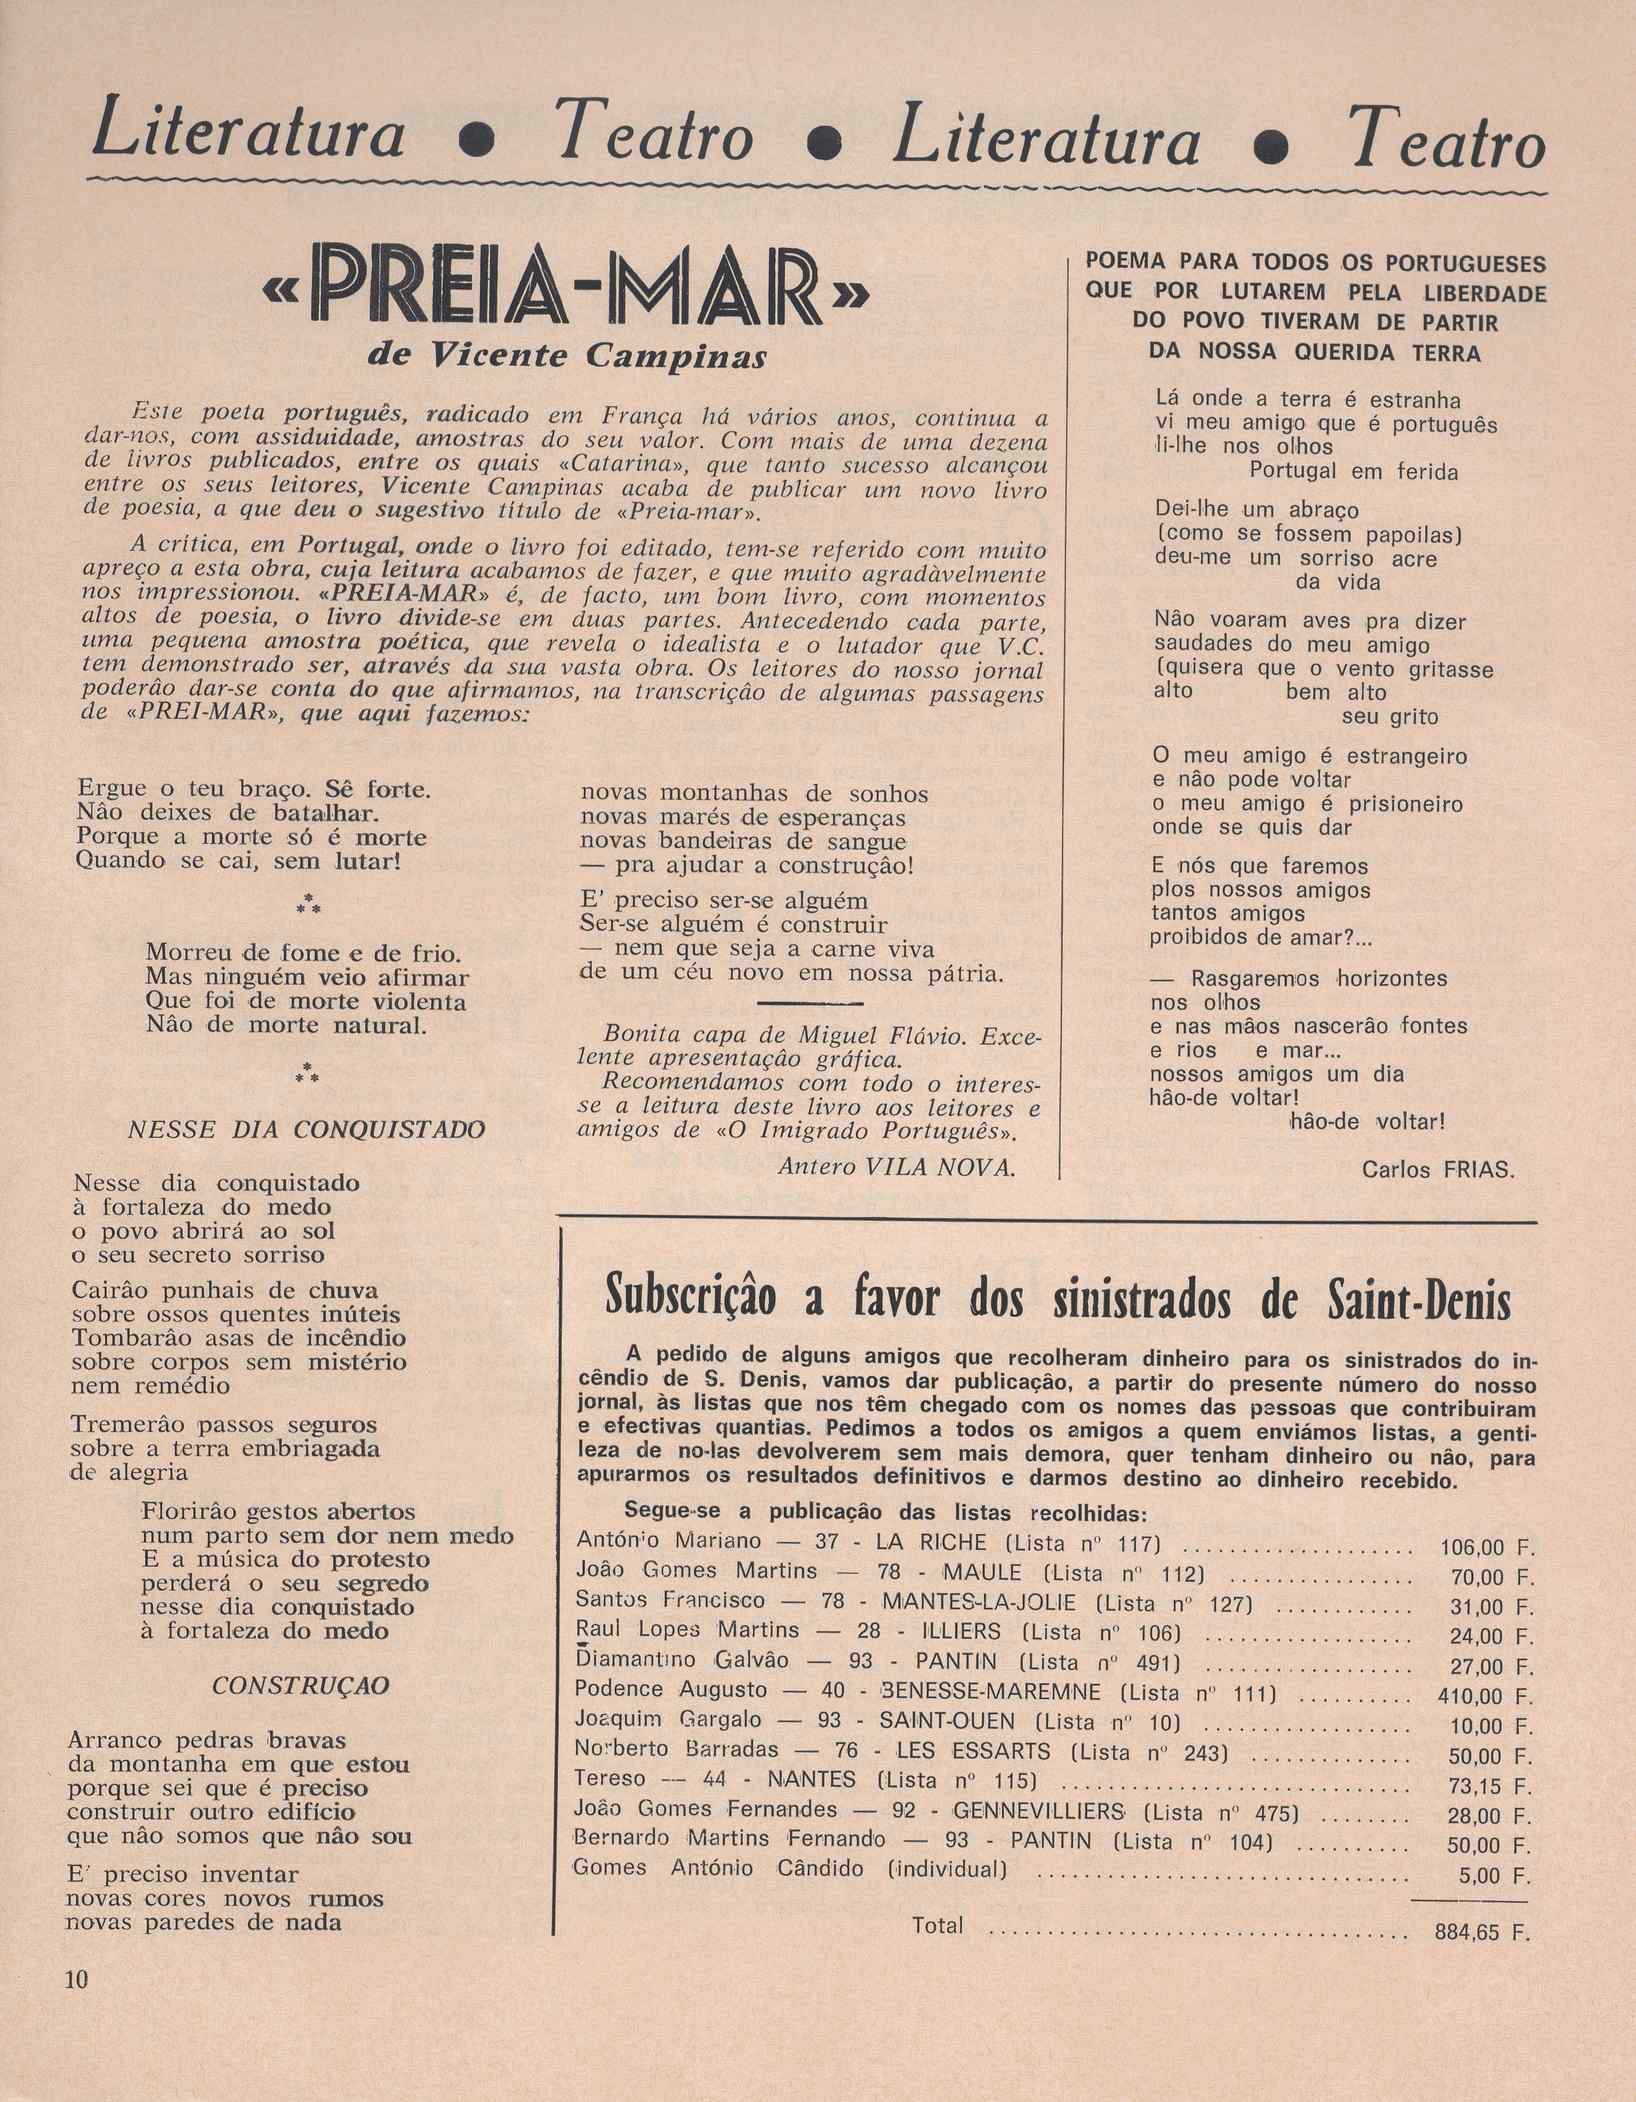 Literatura ● Teatro ● Literatura ● Teatro
«PREIA-MAR»
de Vicente Campinas
Este poeta português, radicado em França há vários anos, continua a
dar-nos, com assiduidade, amostras do seu valor. Com mais de uma dezena
de livros publicados, entre os quais «Catarina», que tanto sucesso alcançou
entre os seus leitores, Vicente Campinas acaba de publicar um novo livro
de poesia, a que deu o sugestivo título de «Preia-mar».
A crítica, em Portugal, onde o livro foi editado, tem-se referido com muito
apreço a esta obra, cuja leitura acabamos de fazer, e que muito agradàvelmente
nos impressionou. «PREIA-MAR» é, de facto, um bom livro, com momentos
altos de poesia, o livro divide-se em duas partes. Antecedendo cada parte,
uma pequena amostra poética, que revela o idealista e o lutador que V.C.
tem demonstrado ser, através da sua vasta obra. Os leitores do nosso jornal
poderâo dar-se conta do que afirmamos, na transcriçâo de algumas passagens
de «PREI-MAR», que aqui fazemos:
Ergue o teu braço. Sê forte.
Nâo deixes de batalhar.
Porque a morte só é morte
Quando se cai, sem lutar!
***
Morreu de fome e de frio.
Mas ninguém veio afirmar
Que foi de morte violenta
Nâo de morte natural.
***
NESSE DIA CONQUISTADO
Nesse dia conquistado
à fortaleza do medo
o povo abrirá ao sol
o seu secreto sorriso
Cairâo punhais de chuva
sobre ossos quentes inúteis
Tombarâo asas de incêndio
sobre corpos sem mistério
nem remédio
Tremerâo passos seguros
sobre a terra embriagada
de alegria
Florirâo gestos abertos
num parto sem dor nem medo
E a música do protesto
perderá o seu segredo
nesse dia conquistado
à fortaleza do medo
CONSTRUÇAO
Arranco pedras bravas
da montanha em que estou
porque sei que é preciso
construir outro edifício
que nâo somos que nâo sou
E' preciso inventar
novas cores novos rumos
novas paredes de nada
novas montanhas de sonhos
novas marés de esperanças
novas bandeiras de sangue
— pra ajudar a construçâo!
E' preciso ser-se alguém
Ser-se alguém é construir
— nem que seja a carne viva
de um céu novo em nossa pátria.
Bonita capa de Miguel Flávio. Exce-
lente apresentaçâo gráfica.
Recomendamos com todo o interes-
se a leitura deste livro aos leitores e
amigos de «O Imigrado Português».
Antero VILA NOVA.
POEMA PARA TODOS OS PORTUGUESES
QUE POR LUTAREM PELA LIBERDADE
DO POVO TIVERAM DE PARTIR
DA NOSSA QUERIDA TERRA
Lá onde a terra é estranha
vi meu amigo que é português
li-lhe nos olhos
Portugal em ferida
Dei-lhe um abraço
(como se fossem papoilas)
deu-me um sorriso acre
da vida
Nâo voaram aves pra dizer
saudades do meu amigo
(quisera que o vento gritasse
alto bem alto
seu grito
O meu amigo é estrangeiro
e nâo pode voltar
o meu amigo é prisioneiro
onde se quis dar
E nós que faremos
plos nossos amigos
tantos amigos
proibidos de amar?...
— Rasgaremos horizontes
nos olhos
e nas mâos nascerâo fontes
e rios e mar...
nossos amigos um dia
hâo-de voltar!
hâo-de voltar!
Carlos FRIAS.
Subscriçâo a favor dos sinistrados de Saint-Denis
A pedido de alguns amigos que recolheram dinheiro para os sinistrados do in-
cêndio de S. Denis, vamos dar publicaçâo, a partir do presente número do nosso
jornal, às listas que nos têm chegado com os nomes das pessoas que contribuiram
e efectivas quantias. Pedimos a todos os amigos a quem enviámos listas, a genti-
leza de no-las devolverem sem mais demora, quer tenham dinheiro ou nâo, para
apurarmos os resultados definitivos e darmos destino ao dinheiro recebido.
Segue-se a publicaçâo das listas recolhidas:
António Mariano — 37 - LA RICHE (Lista nº 117) .................... 106,00 F.
Joâo Gomes Martins — 78 - MAULE (Lista nº 112) ................ 70,00 F.
Santos Francisco — 78 - MANTES-LA-JOLIE (Lista nº 127) ............ 31,00 F.
Raul Lopes Martins — 28 - ILLIERS (Lista nº 106) .................. 24,00 F.
Diamantino Galvâo — 93 - PANTIN (Lista nº 491) .................. 27,00 F.
Podence Augusto — 40 - BENESSE-MAREMNE (Lista nº 111) .......... 410,00 F.
Joaquim Gargalo — 93 - SAINT-OUEN (Lista nº 10) .................. 10,00 F.
Norberto Barradas — 76 - LES ESSARTS (Lista nº 243) .............. 50,00 F.
Tereso — 44 - NANTES (Lista nº 115) .............................. 73,15 F.
Joâo Gomes Fernandes — 92 - GENNEVILLIERS (Lista nº 475) ........ 28,00 F.
Bernardo Martins Fernando — 93 - PANTIN (Lista nº 104) .......... 50,00 F.
Gomes António Cândido (individual) ................................ 5,00 F.
Total .................................... 884,65 F.
10